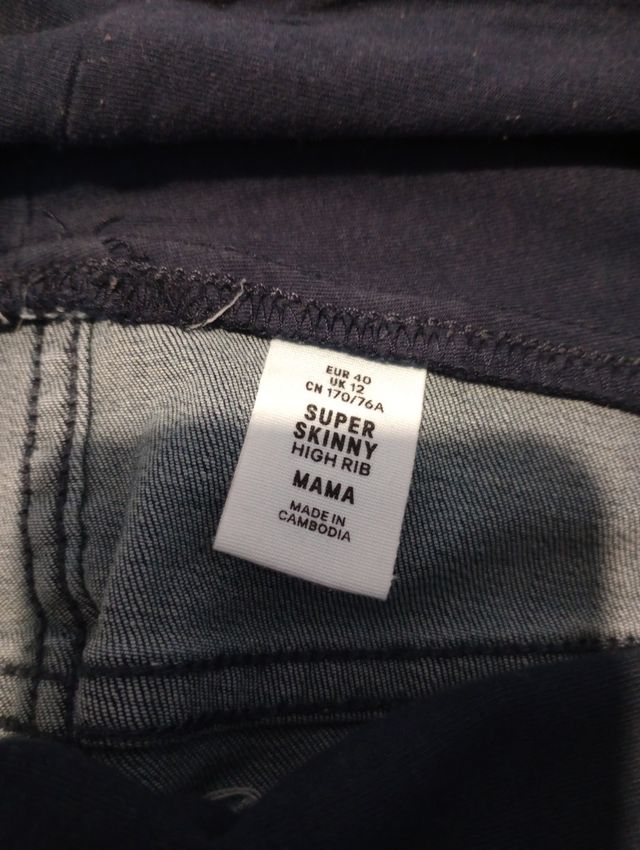 EUR 40
UK 12
CN 170/76A
SUPER
SKINNY
HIGH RIB
MAMA
MADE IN
CAMBODIA